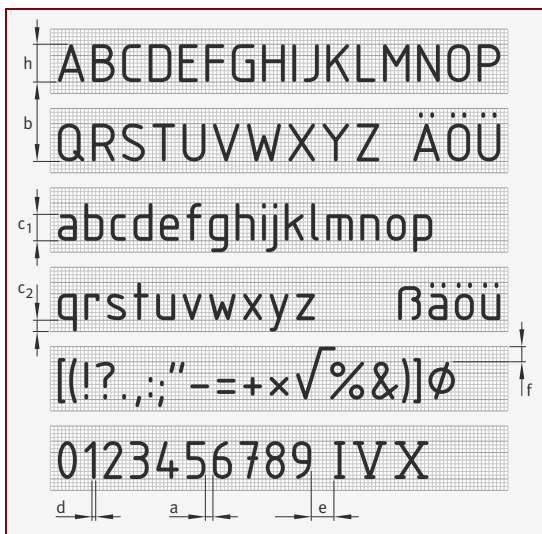 h
ABCDEFGHIJKLMNOP
b
QRSTUVWXYZ ÄÖÜ
c₁
abcdefghijklmnop
c₂
qrstuvwxyz ßäöü
[(!?.,:;"-=+×√%&)]Ø
f
0123456789 IVX
d a e